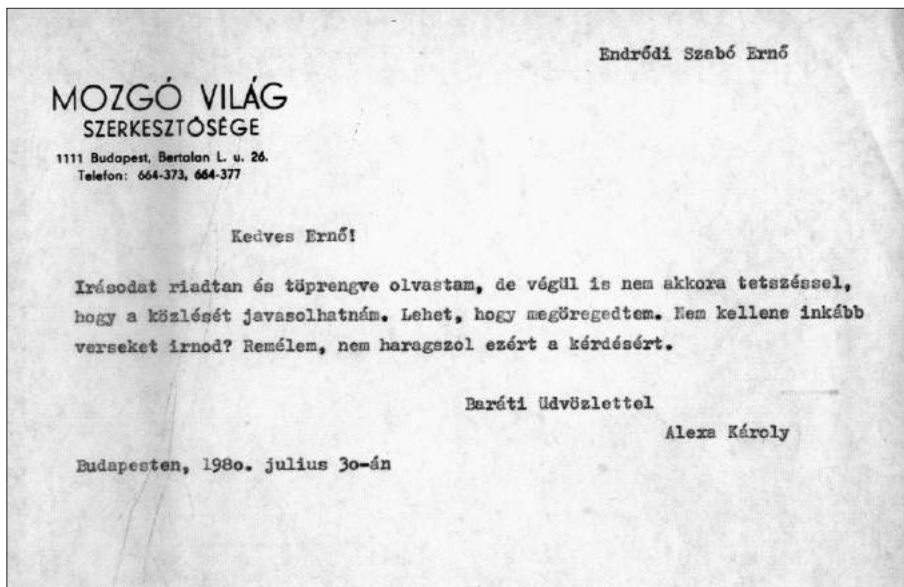 Endrődi Szabó Ernő
MOZGÓ VILÁG
SZERKESZTŐSÉGE
1111 Budapest, Bertalan L. u. 26.
Telefon: 664-373, 664-377
Kedves Ernő!
Irásodat riadtan és töprengve olvastam, de végül is nem akkora tetszéssel,
hogy a közlését javasolhatnám. Lehet, hogy megöregedtem. Nem kellene inkább
verseket irnod? Remélem, nem haragszol ezért a kérdésért.
Baráti üdvözlettel
Alexa Károly
Budapesten, 198o. julius 3o-án